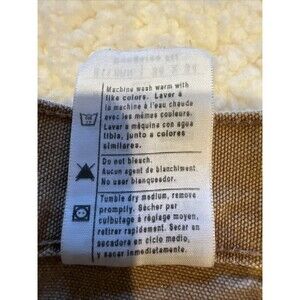 Machine wash warm with
like colors. Laver à
la machine à l'eau chaude
avec les mêmes couleurs.
Lavar a máquina con agua
tibia, junto a colores
similares.
Do not bleach.
Aucun agent de blanchiment.
No usar blanqueador.
Tumble dry medium, remove
promptly. Sécher par
culbutage à réglage moyen,
retirer rapidement. Secar en
secadora en ciclo medio,
y sacar inmediatamente.